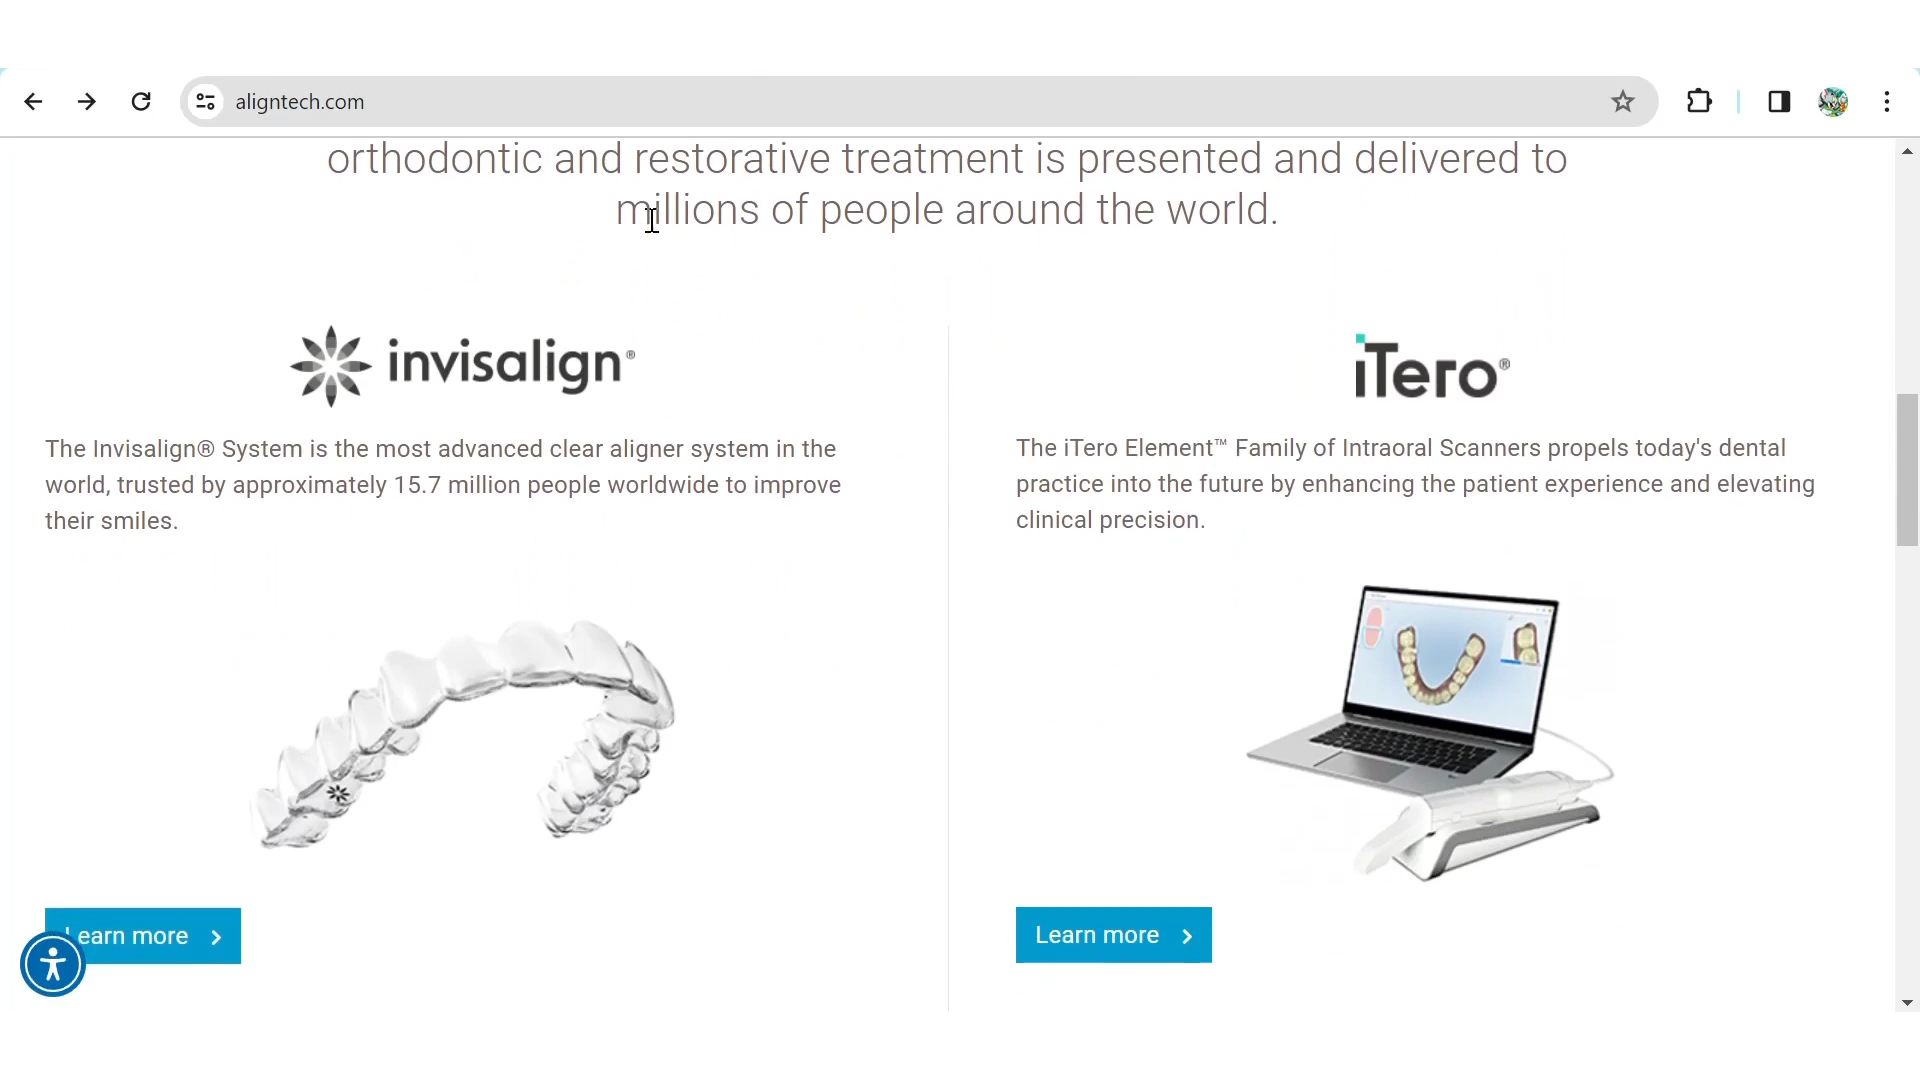 aligntech.com
orthodontic and restorative treatment is presented and delivered to
millions of people around the world.
invisalign®
The Invisalign® System is the most advanced clear aligner system in the
world, trusted by approximately 15.7 million people worldwide to improve
their smiles.
Learn more
iTero®
The iTero Element™ Family of Intraoral Scanners propels today's dental
practice into the future by enhancing the patient experience and elevating
clinical precision.
Learn more